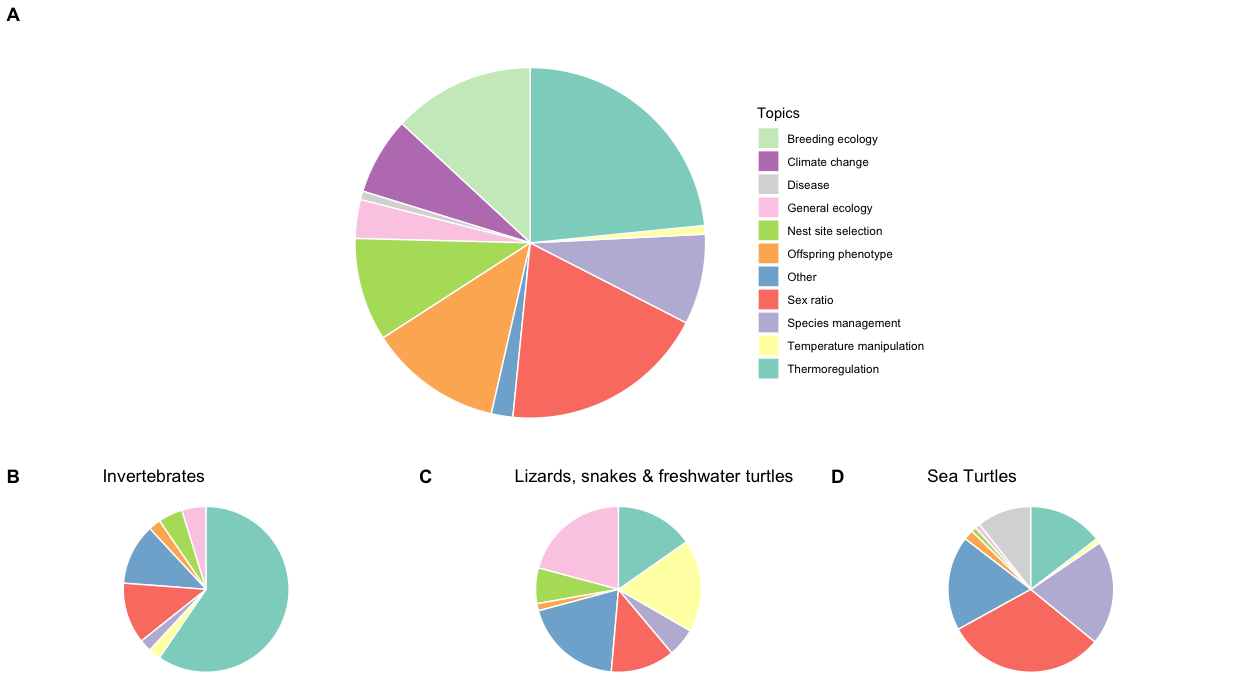 A
Topics
Breeding ecology
Climate change
Disease
General ecology
Nest site selection
Offspring phenotype
Other
Sex ratio
Species management
Temperature manipulation
Thermoregulation
B
Invertebrates
C
Lizards, snakes & freshwater turtles
D
Sea Turtles